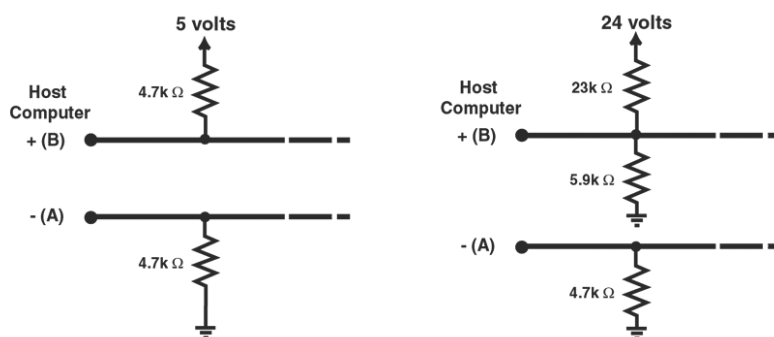 5 volts
4.7k Ω
Host
Computer
+ (B)
- (A)
4.7k Ω
24 volts
23k Ω
Host
Computer
+ (B)
5.9k Ω
- (A)
4.7k Ω